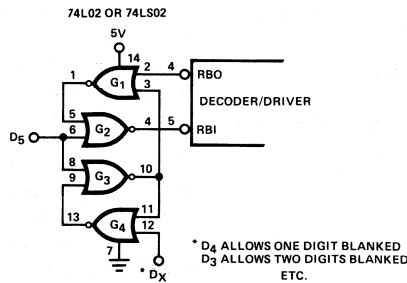 74L02 OR 74LS02
5V
14
1
G1
2
4
RBO
3
DECODER/DRIVER
5
D5
6
G2
4
5
RBI
8
9
G3
10
13
G4
11
12
7
* DX
* D4 ALLOWS ONE DIGIT BLANKED
D3 ALLOWS TWO DIGITS BLANKED
ETC.